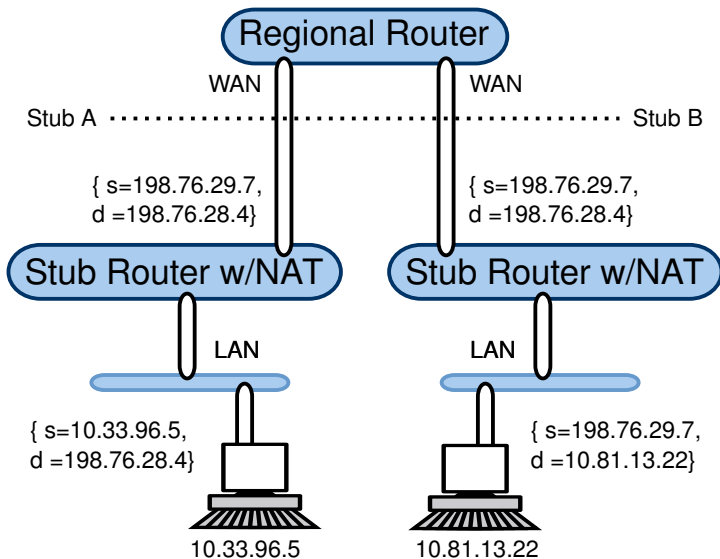 Regional Router
WAN
WAN
Stub A
Stub B
{ s=198.76.29.7,
d =198.76.28.4}
{ s=198.76.29.7,
d =198.76.28.4}
Stub Router w/NAT
Stub Router w/NAT
LAN
LAN
{ s=10.33.96.5,
d =198.76.28.4}
{ s=198.76.29.7,
d =10.81.13.22}
10.33.96.5
10.81.13.22